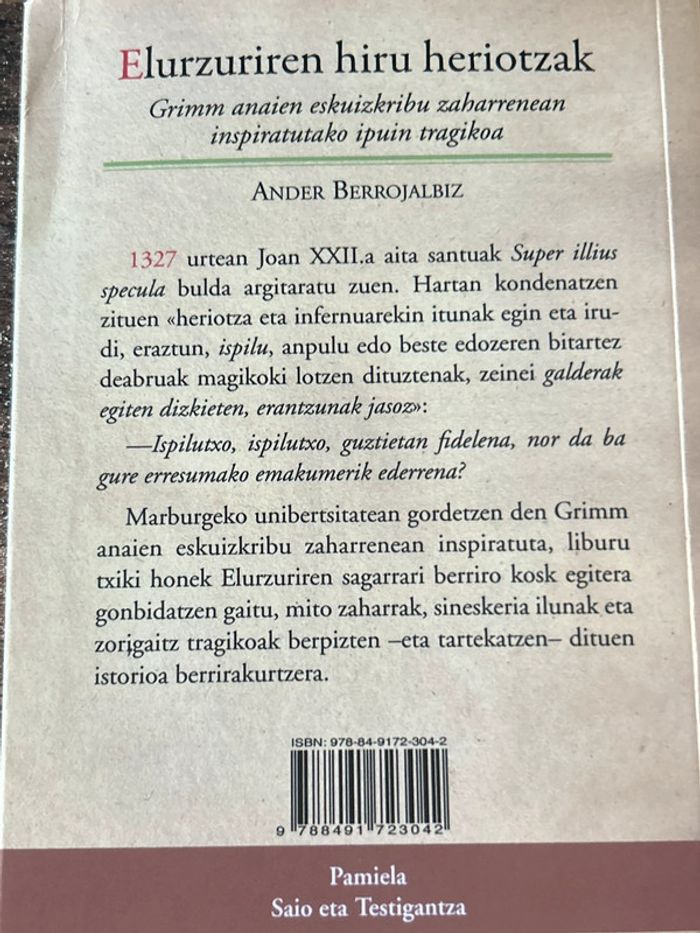 Elurzuriren hiru heriotzak
Grimm anaien eskuizkribu zaharrenean
inspiratutako ipuin tragikoa
ANDER BERROJALBIZ
1327 urtean Joan XXII.a aita santuak Super illius
specula bulda argitaratu zuen. Hartan kondenatzen
zituen «heriotza eta infernuarekin itunak egin eta iru-
di, eraztun, ispilu, anpulu edo beste edozeren bitartez
deabruak magikoki lotzen dituztenak, zeinei galderak
egiten dizkieten, erantzunak jasoz»:
—Ispilutxo, ispilutxo, guztietan fidelena, nor da ba
gure erresumako emakumerik ederrena?
Marburgeko unibertsitatean gordetzen den Grimm
anaien eskuizkribu zaharrenean inspiratuta, liburu
txiki honek Elurzuriren sagarrari berriro kosk egitera
gonbidatzen gaitu, mito zaharrak, sineskeria ilunak eta
zorigaitz tragikoak berpizten –eta tartekatzen– dituen
istorioa berrirakurtzera.
ISBN: 978-84-9172-304-2
9 788491 723042
Pamiela
Saio eta Testigantza